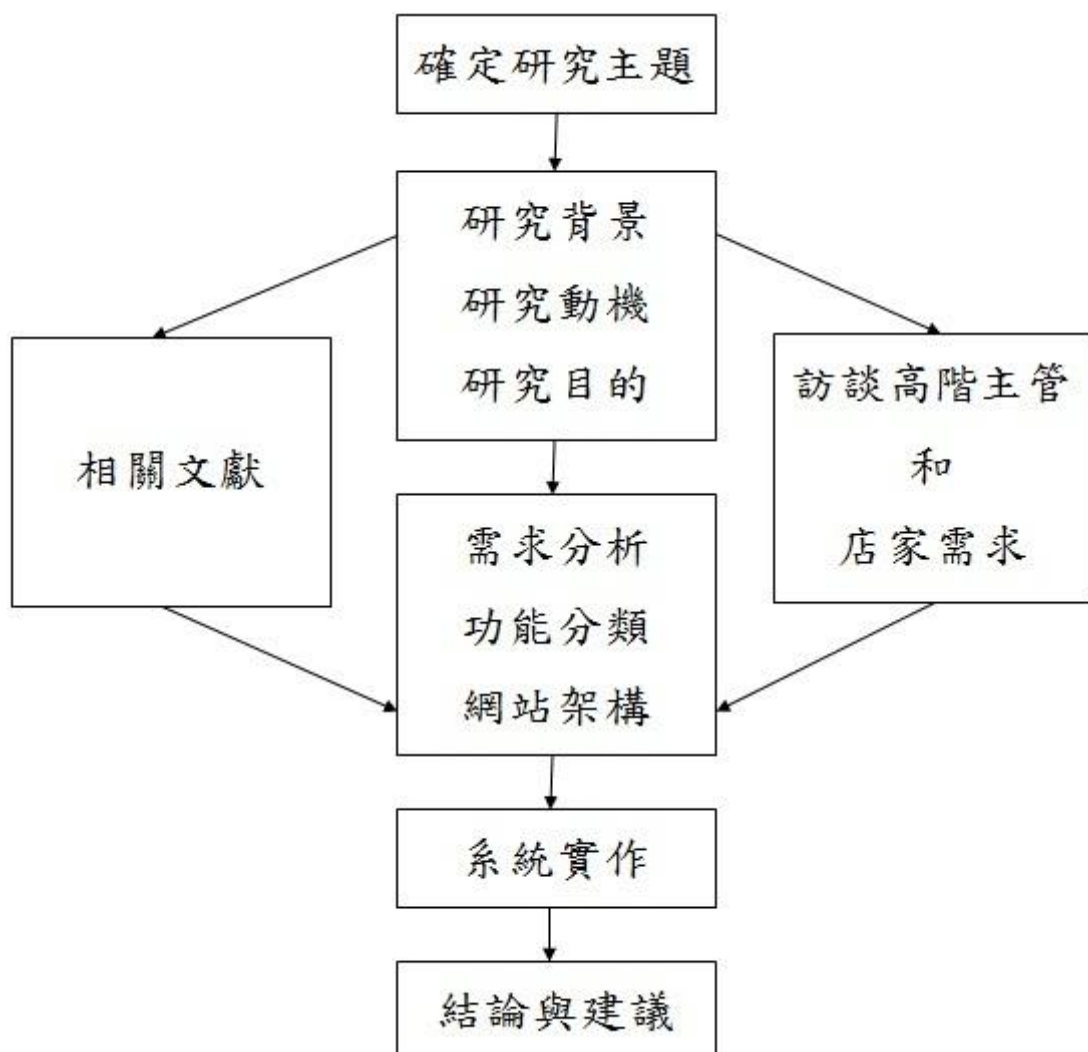 確定研究主題
研究背景
研究動機
研究目的
相關文獻
訪談高階主管
和
店家需求
需求分析
功能分類
網站架構
系統實作
結論與建議